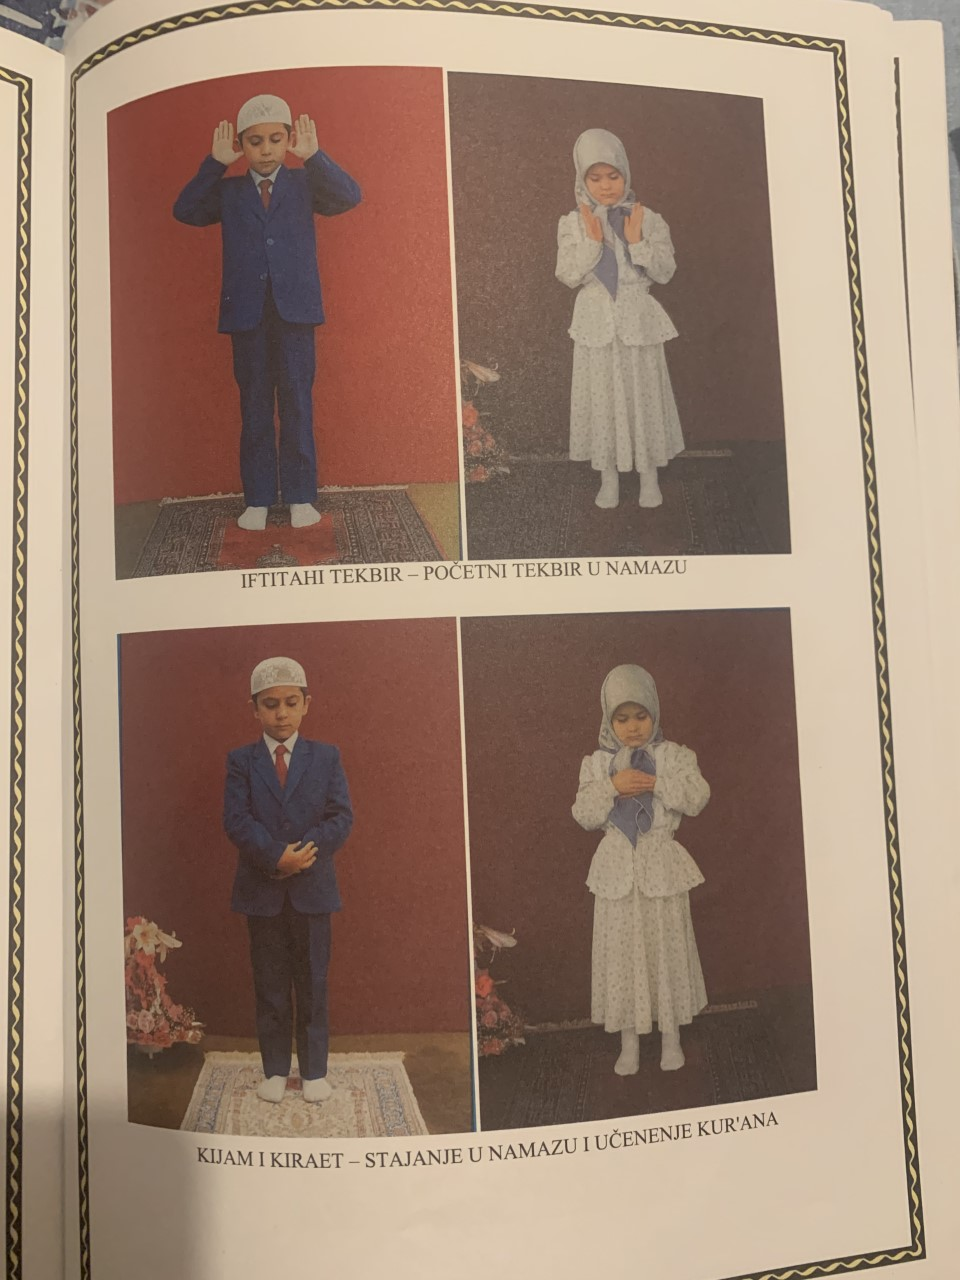 IFTITAHI TEKBIR – POČETNI TEKBIR U NAMAZU
KIJAM I KIRAET – STAJANJE U NAMAZU I UČENENJE KUR'ANA